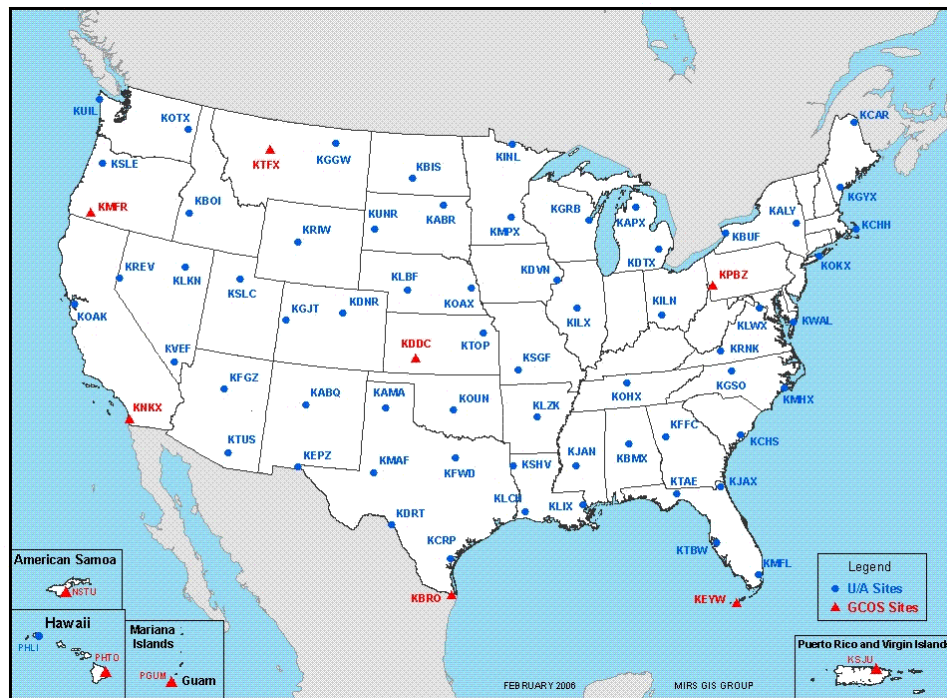 KCAR
KUIL
KOTX
KINL
KTFX
KGGW
KSLE
KBIS
KGYX
KMFR
KBOI
KUNR
KABR
KGRB
KAPX
KALY
KCHH
KRIW
KMPX
KBUF
KREV
KLKN
KSLC
KLBF
KDVN
KDTX
KOKX
KPBZ
KOAK
KGJT
KDNR
KOAX
KILX
KILN
KLWX
KWAL
KVEF
KDDC
KTOP
KSGF
KRNK
KFGZ
KABQ
KAMA
KOUN
KLZK
KOHX
KGSO
KMHX
KNKX
KTUS
KEPZ
KMAF
KFWD
KSHV
KJAN
KBMX
KFFC
KCHS
KDRT
KLCH
KLIX
KTAE
KJAX
KCRP
KTBW
KMFL
KBRO
KEYW
American Samoa
NSTU
Hawaii
PHLI
PHTO
Mariana
Islands
PGUM
Guam
Legend
U/A Sites
GCOS Sites
Puerto Rico and Virgin Islands
KSJU
FEBRUARY 2006
MIRS GIS GROUP